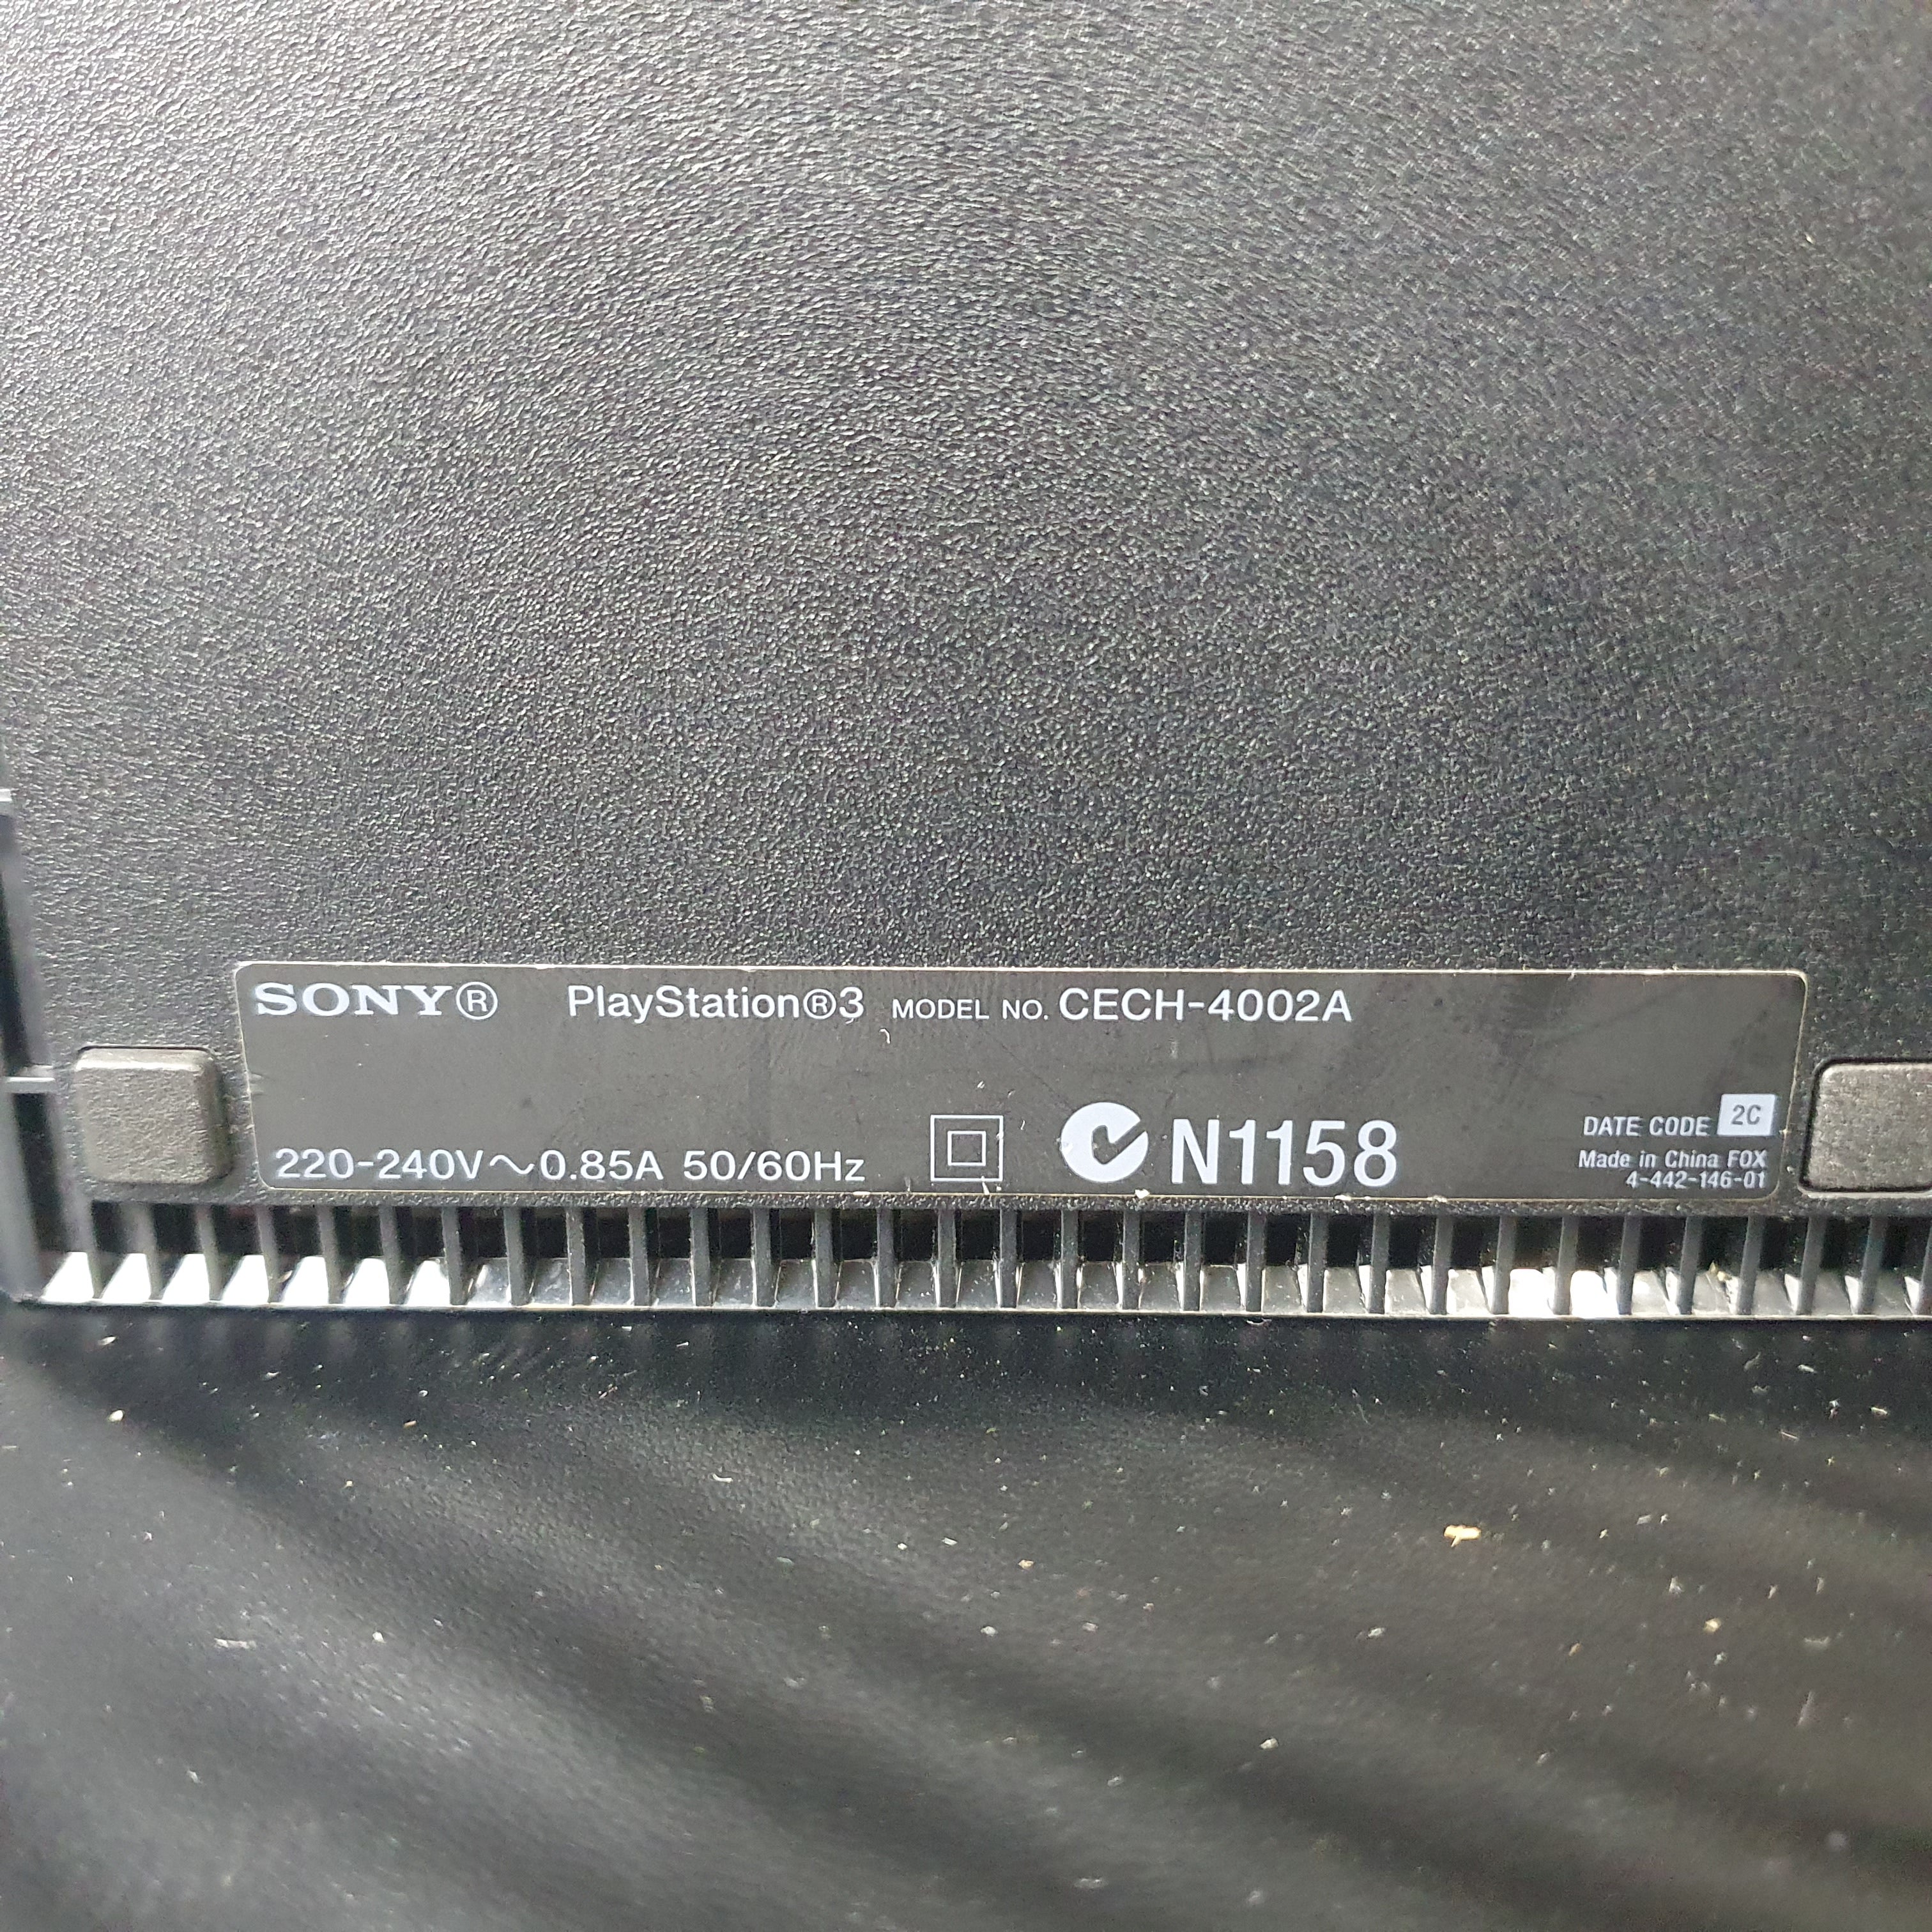 SONY® PlayStation®3 MODEL NO. CECH-4002A
220-240V～0.85A 50/60Hz N1158
DATE CODE 2C
Made in China FOX
4-442-146-01